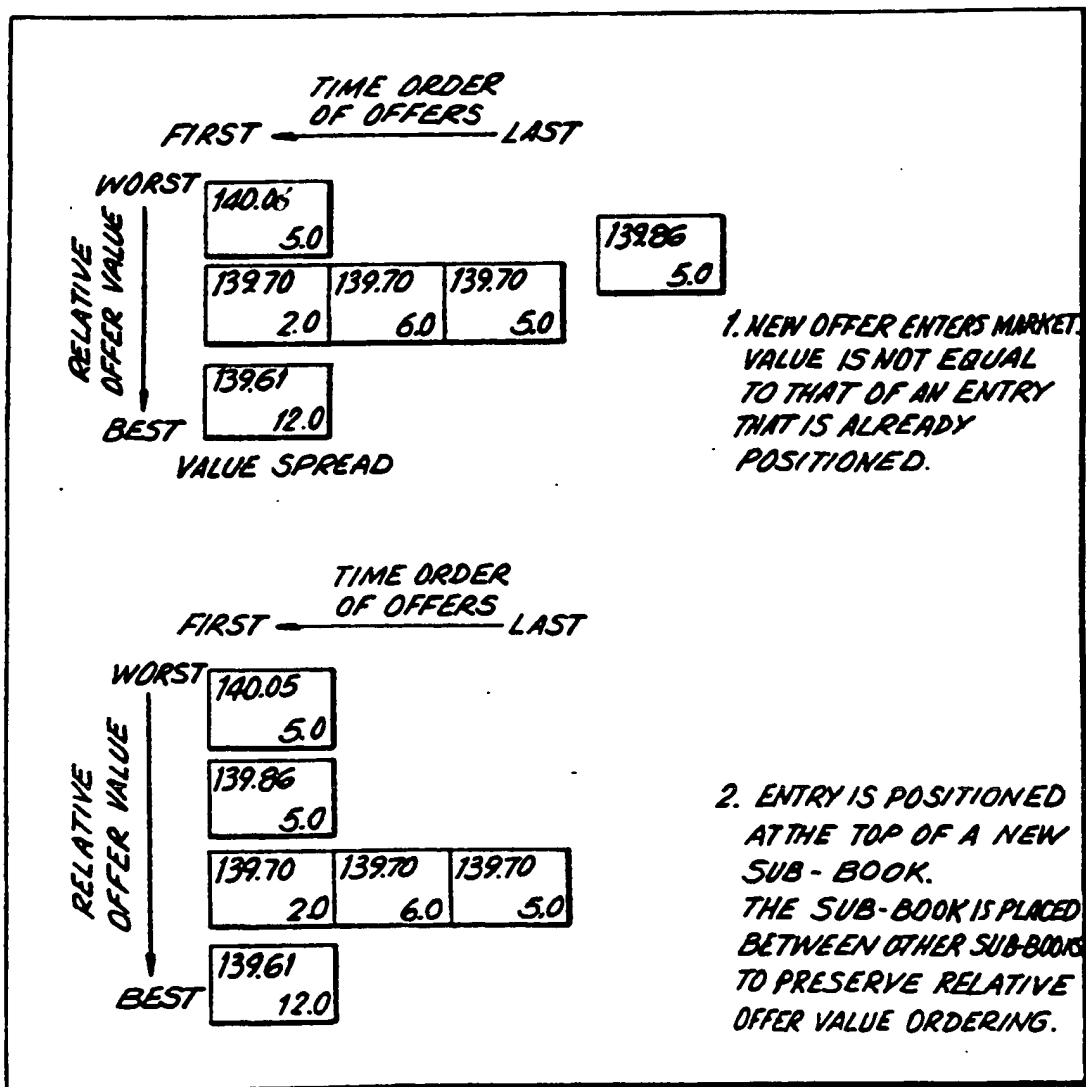 TIME ORDER
OF OFFERS
FIRST LAST
WORST
RELATIVE
OFFER VALUE
BEST
140.06
5.0
139.70 139.70 139.70
2.0 6.0 5.0
139.61
12.0
VALUE SPREAD
139.86
5.0
1. NEW OFFER ENTERS MARKET.
VALUE IS NOT EQUAL
TO THAT OF AN ENTRY
THAT IS ALREADY
POSITIONED.
TIME ORDER
OF OFFERS
FIRST LAST
WORST
RELATIVE
OFFER VALUE
BEST
140.05
5.0
139.86
5.0
139.70 139.70 139.70
2.0 6.0 5.0
139.61
12.0
2. ENTRY IS POSITIONED
AT THE TOP OF A NEW
SUB-BOOK.
THE SUB-BOOK IS PLACED
BETWEEN OTHER SUB-BOOKS
TO PRESERVE RELATIVE
OFFER VALUE ORDERING.